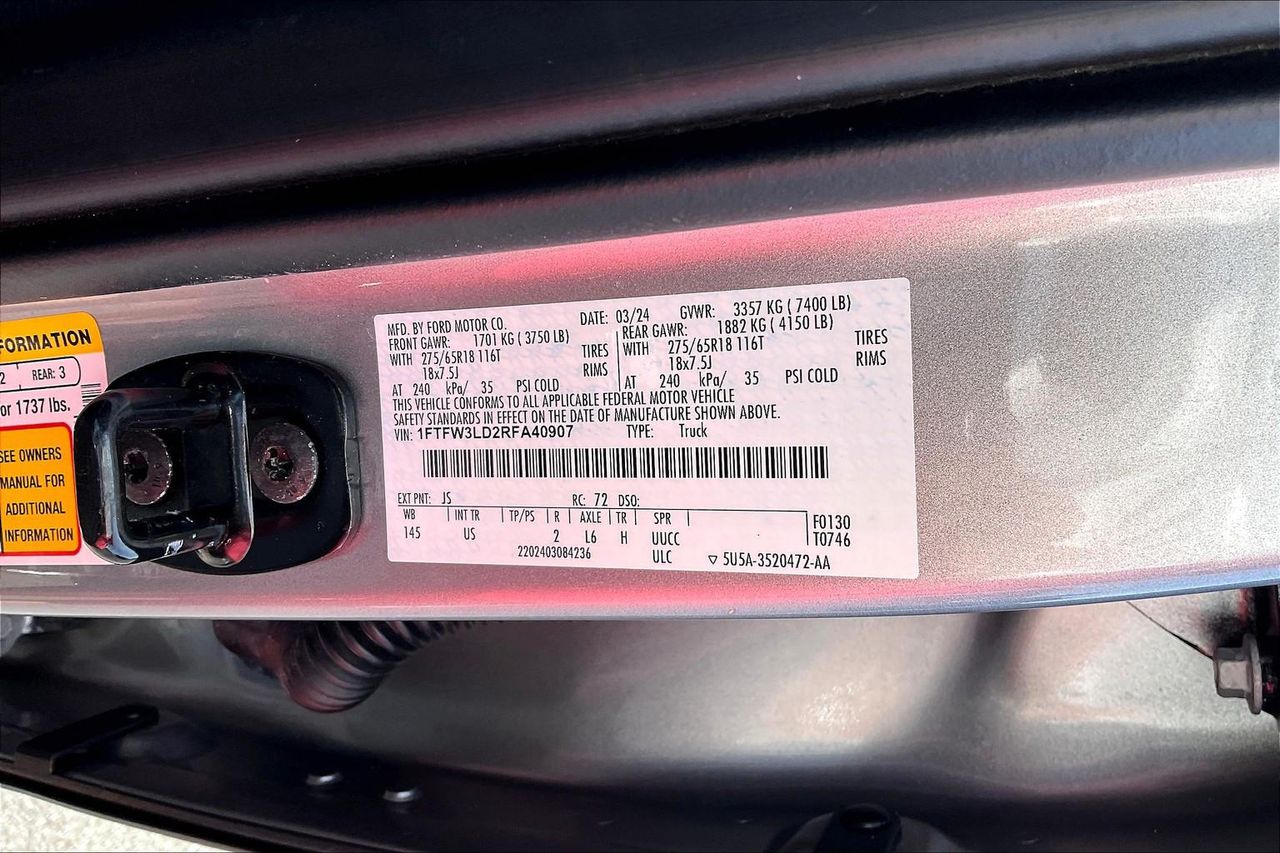 FORMATION
2 REAR: 3
or 1737 lbs.
SEE OWNERS
MANUAL FOR
ADDITIONAL
INFORMATION
MFD. BY FORD MOTOR CO. DATE: 03/24 GVWR: 3357 KG ( 7400 LB)
FRONT GAWR: 1701 KG ( 3750 LB) REAR GAWR: 1882 KG ( 4150 LB)
WITH 275/65R18 116T TIRES WITH 275/65R18 116T TIRES
18x7.5J RIMS 18x7.5J RIMS
AT 240 kPa/ 35 PSI COLD AT 240 kPa/ 35 PSI COLD
THIS VEHICLE CONFORMS TO ALL APPLICABLE FEDERAL MOTOR VEHICLE
SAFETY STANDARDS IN EFFECT ON THE DATE OF MANUFACTURE SHOWN ABOVE.
VIN: 1FTFW3LD2RFA40907 TYPE: Truck
EXT PNT: JS RC: 72 DSO:
WB INT TR TP/PS R AXLE TR SPR F0130
145 US 2 L6 H UUCC T0746
2202403084236 ULC ▽ 5U5A-3520472-AA